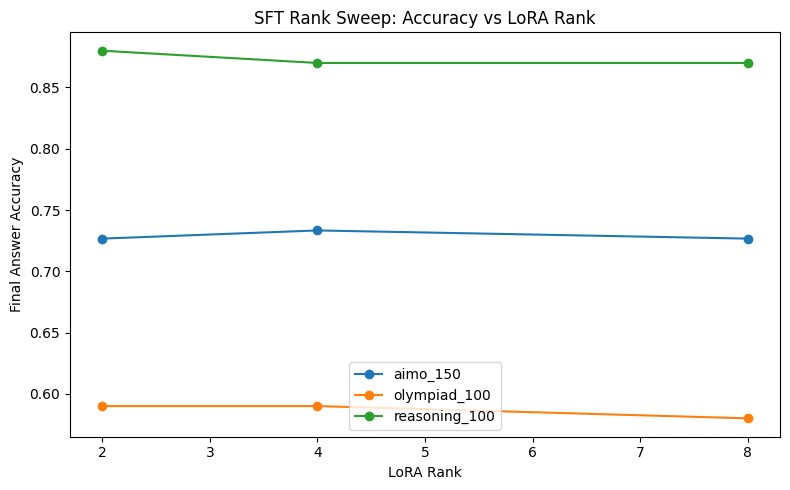 SFT Rank Sweep: Accuracy vs LoRA Rank
Final Answer Accuracy
0.85
0.80
0.75
0.70
0.65
0.60
aimo_150
olympiad_100
reasoning_100
2
3
4
5
6
7
8
LoRA Rank